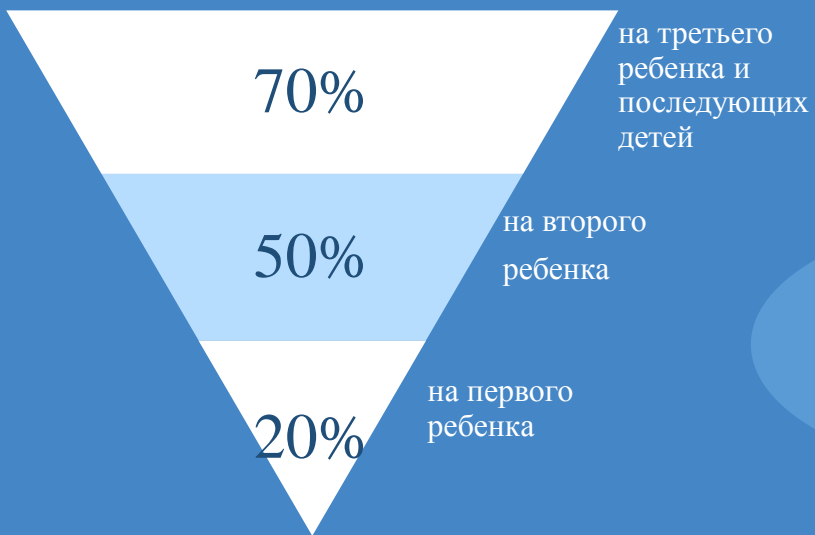 70%
на третьего
ребенка и
последующих
детей
50%
на второго
ребенка
20%
на первого
ребенка